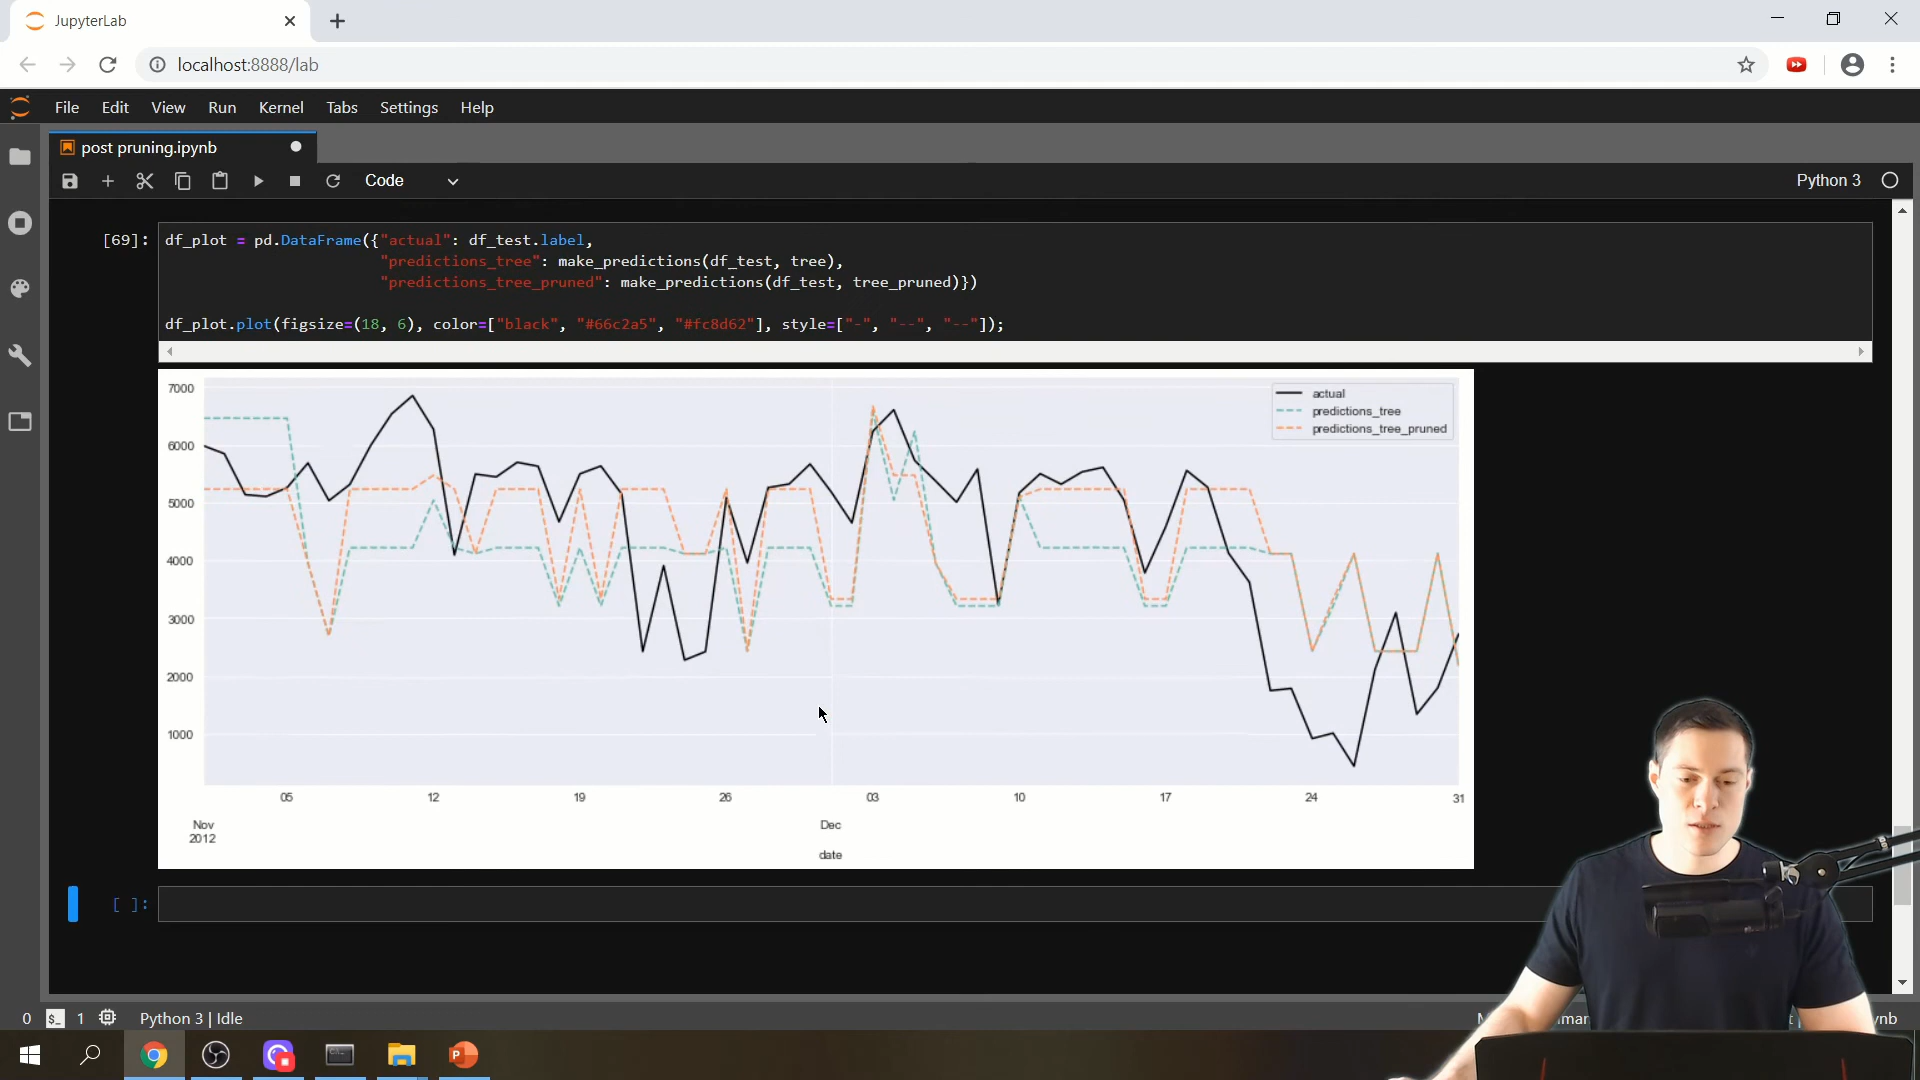 JupyterLab
localhost:8888/lab
File Edit View Run Kernel Tabs Settings Help
post pruning.ipynb
Code
Python 3
[69]:
df_plot = pd.DataFrame({"actual": df_test.label,
"predictions_tree": make_predictions(df_test, tree),
"predictions_tree_pruned": make_predictions(df_test, tree_pruned)})
df_plot.plot(figsize=(18, 6), color=["black", "#66c2a5", "#fc8d62"], style=["-", "--", "--"]);
7000
6000
5000
4000
3000
2000
1000
actual
predictions_tree
predictions_tree_pruned
05 12 19 26 03 10 17 24 31
Nov Dec
2012
date
[ ]:
0 1 Python 3 | Idle